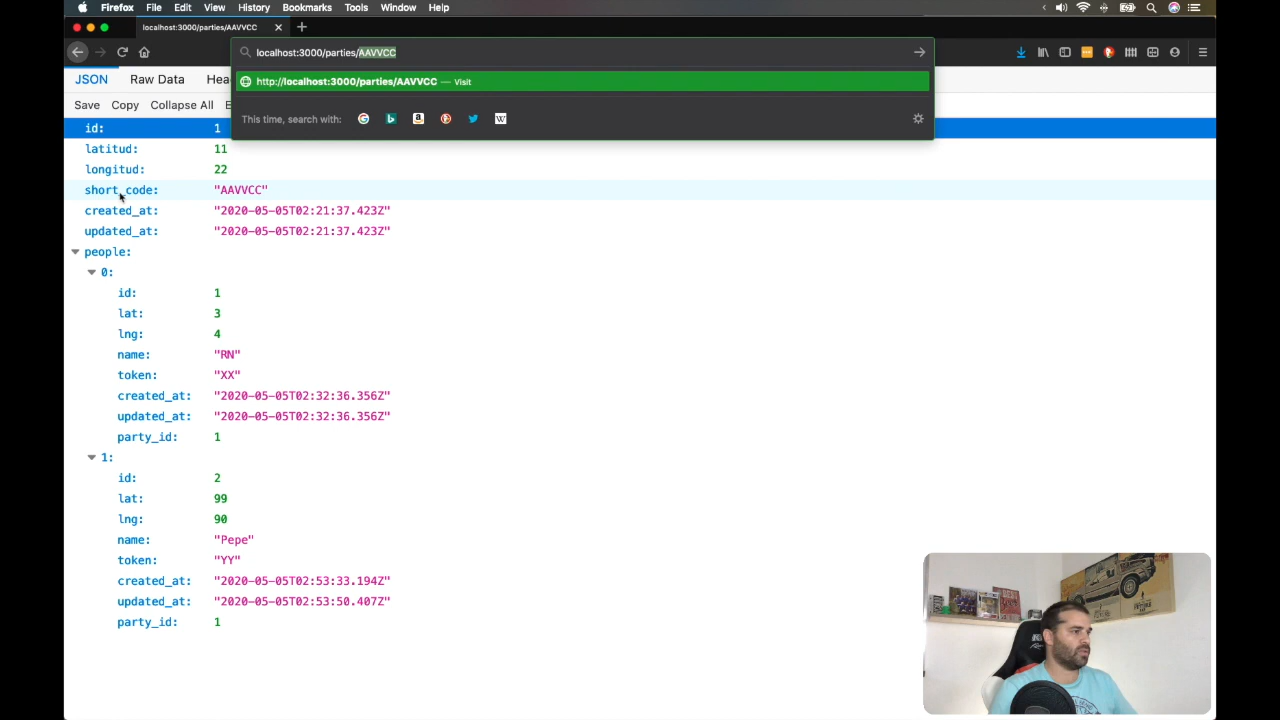 Firefox File Edit View History Bookmarks Tools Window Help
localhost:3000/parties/AAVVCC
localhost:3000/parties/AAVVCC
http://localhost:3000/parties/AAVVCC — Visit
This time, search with:
JSON Raw Data Hea
Save Copy Collapse All E
id: 1
latitud: 11
longitud: 22
short_code: "AAVVCC"
created_at: "2020-05-05T02:21:37.423Z"
updated_at: "2020-05-05T02:21:37.423Z"
people:
0:
id: 1
lat: 3
lng: 4
name: "RN"
token: "XX"
created_at: "2020-05-05T02:32:36.356Z"
updated_at: "2020-05-05T02:32:36.356Z"
party_id: 1
1:
id: 2
lat: 99
lng: 90
name: "Pepe"
token: "YY"
created_at: "2020-05-05T02:53:33.194Z"
updated_at: "2020-05-05T02:53:50.407Z"
party_id: 1